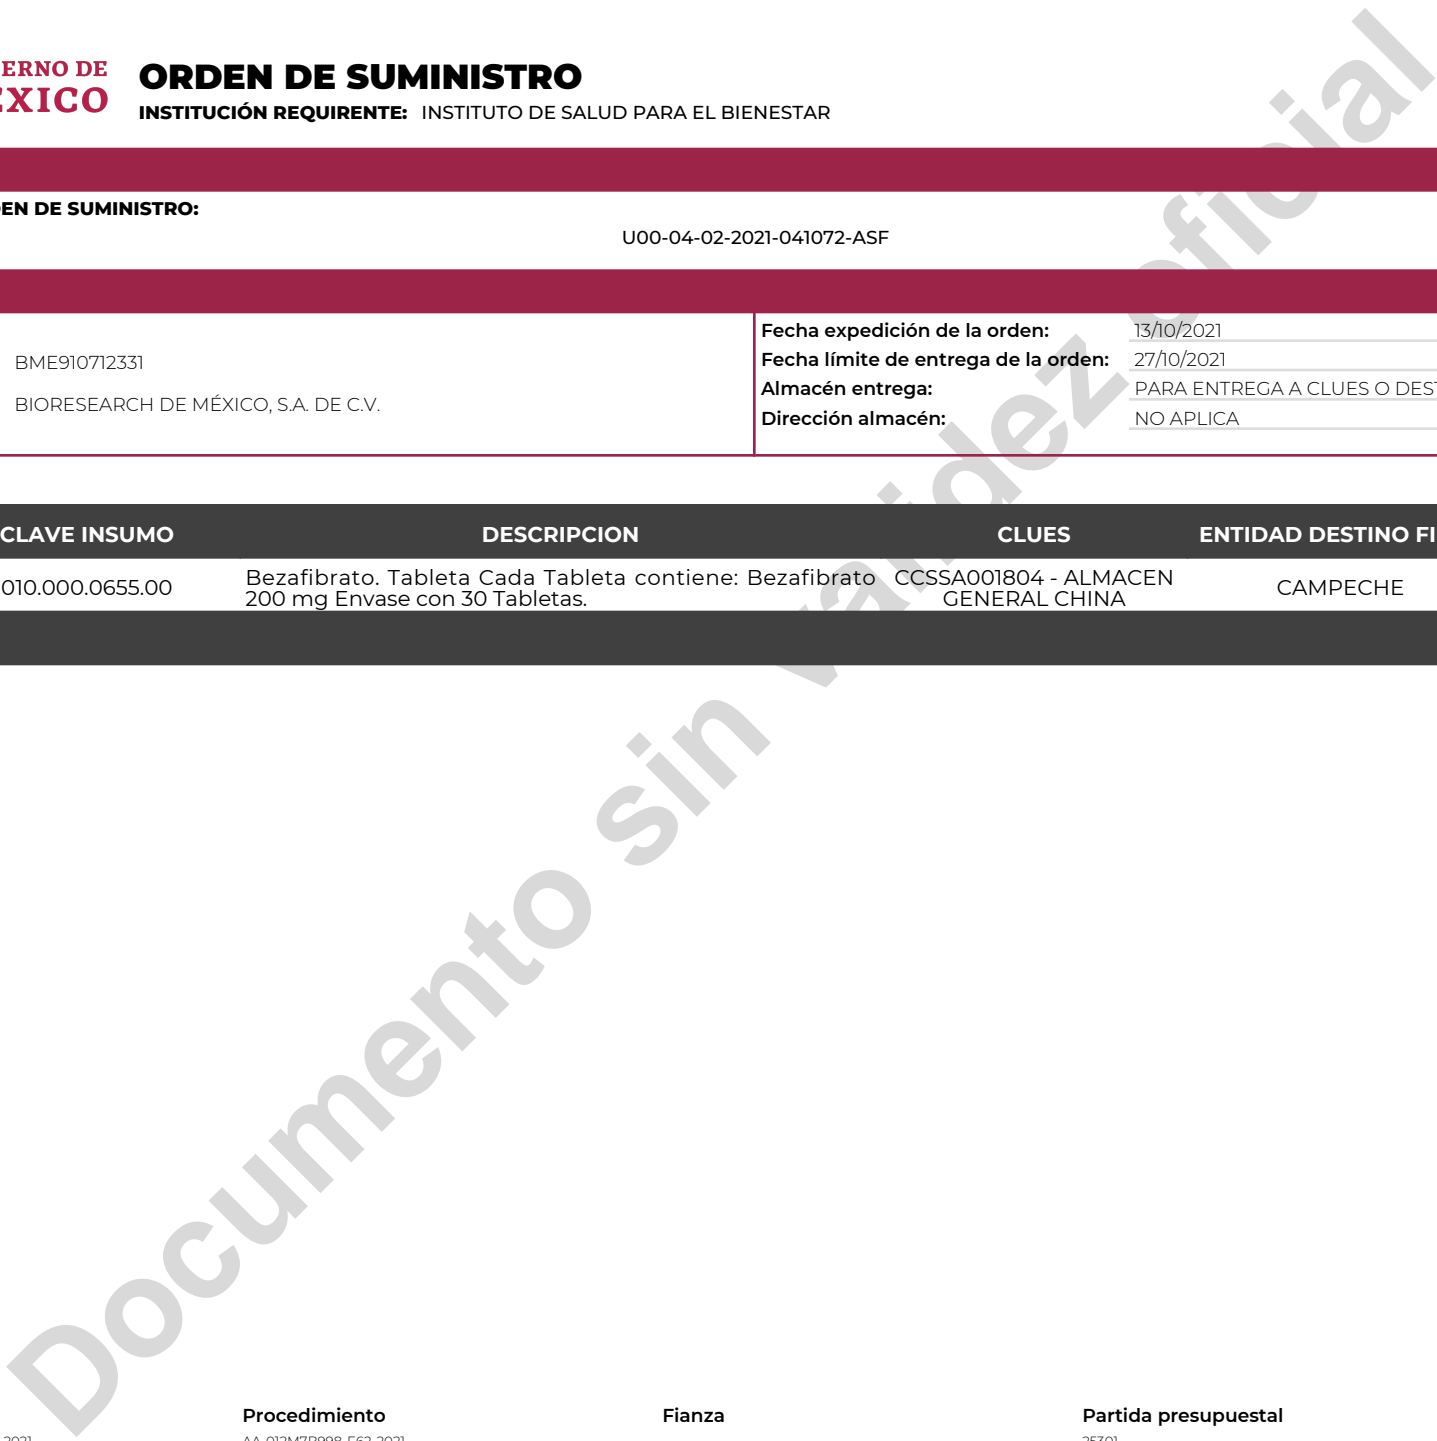 ERNO DE
ORDEN DE SUMINISTRO
INSTITUCIÓN REQUIRENTE: INSTITUTO DE SALUD PARA EL BIENESTAR
EN DE SUMINISTRO:
U00-04-02-2021-041072-ASF
BME910712331
BIORESEARCH DE MÉXICO, S.A. DE C.V.
Fecha expedición de la orden: 13/10/2021
Fecha límite de entrega de la orden: 27/10/2021
Almacén entrega: PARA ENTREGA A CLUES O DEST
Dirección almacén: NO APLICA
CLAVE INSUMO DESCRIPCION CLUES ENTIDAD DESTINO FI
010.000.0655.00 Bezafibrato. Tableta Cada Tableta contiene: Bezafibrato 
200 mg Envase con 30 Tabletas. CCSSA001804 - ALMACEN
GENERAL CHINA CAMPECHE
Documento sin validez oficial
Procedimiento Fianza Partida presupuestal